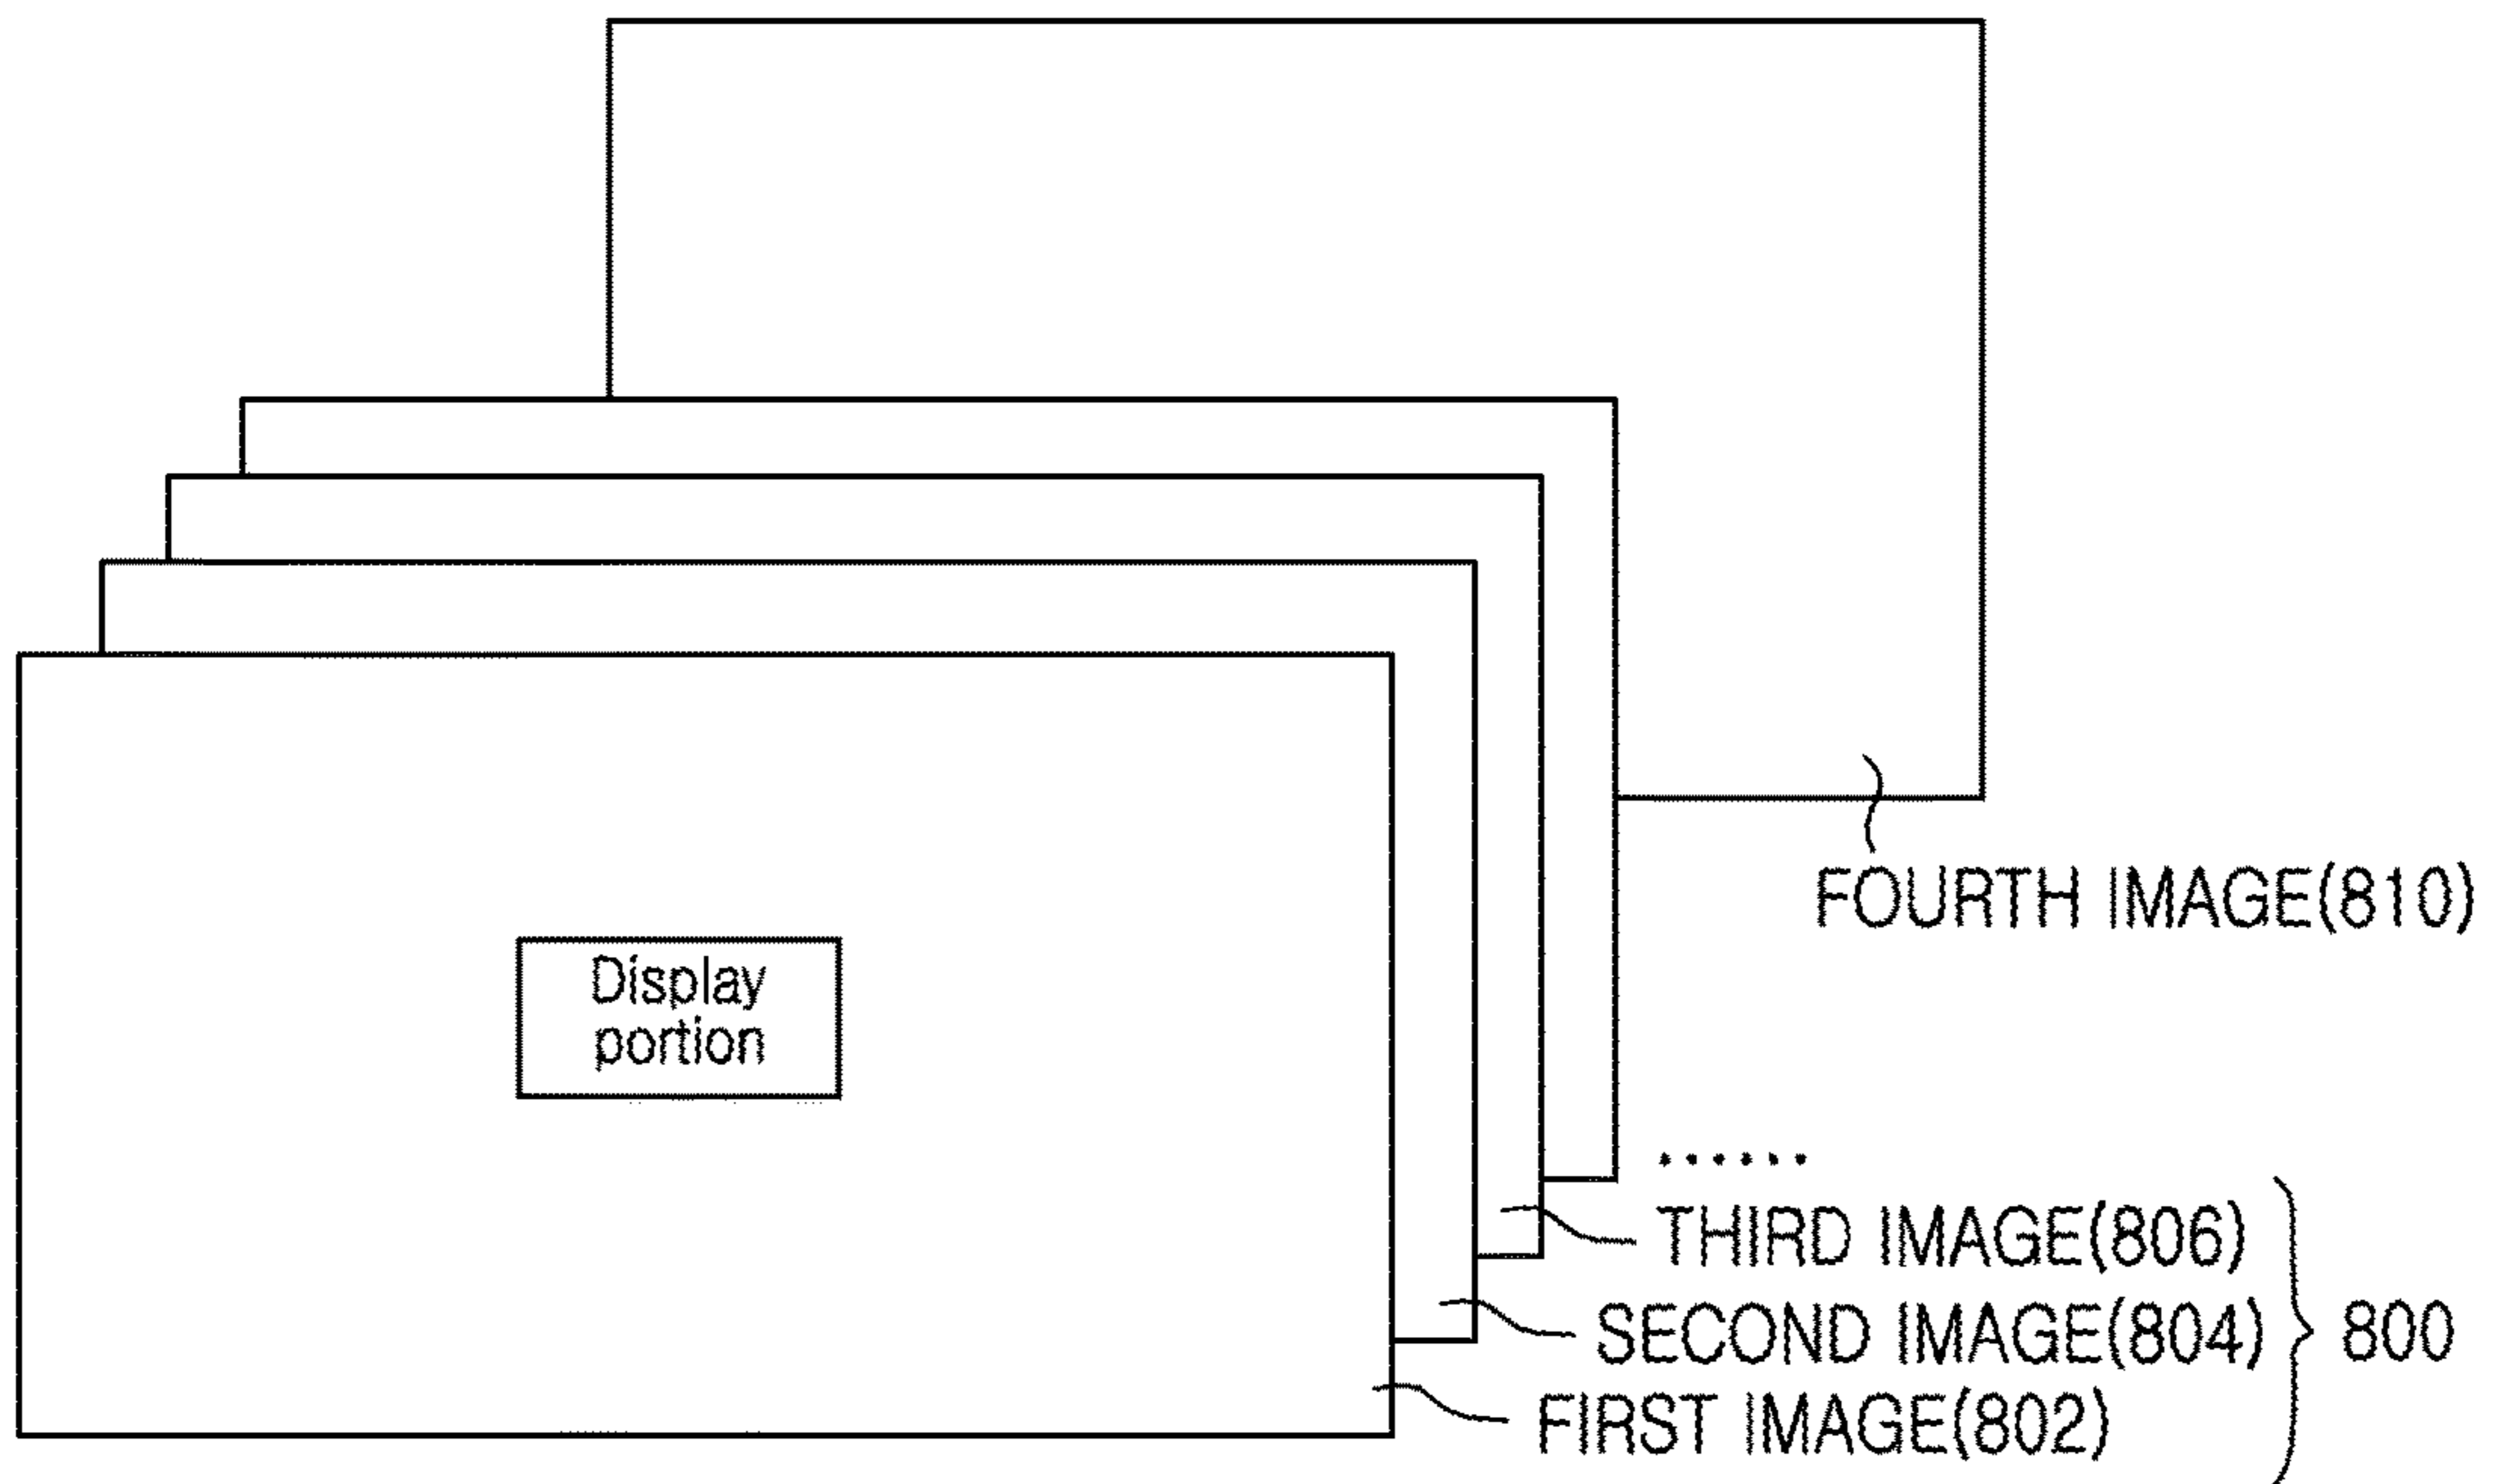 Display
portion
FOURTH IMAGE(810)
......
THIRD IMAGE(806)
SECOND IMAGE(804)
800
FIRST IMAGE(802)